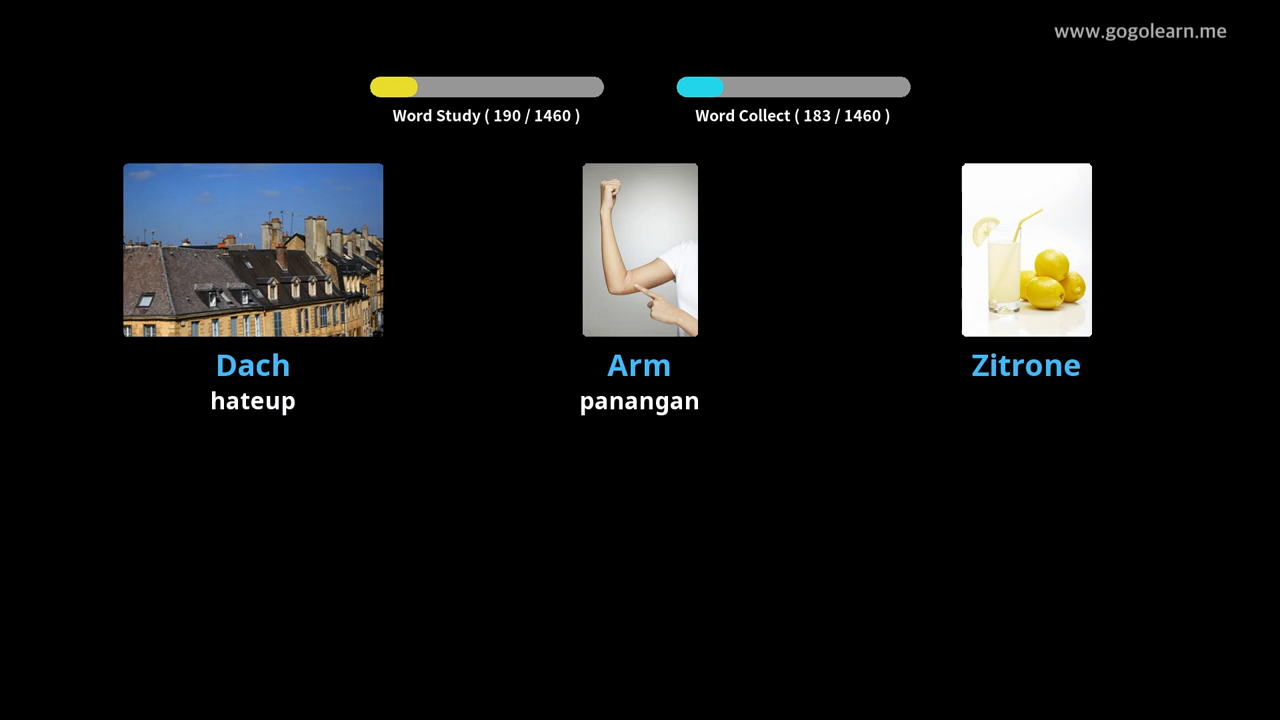 www.gogolearn.me
Word Study ( 190 / 1460 )
Word Collect ( 183 / 1460 )
Dach
hateup
Arm
panangan
Zitrone